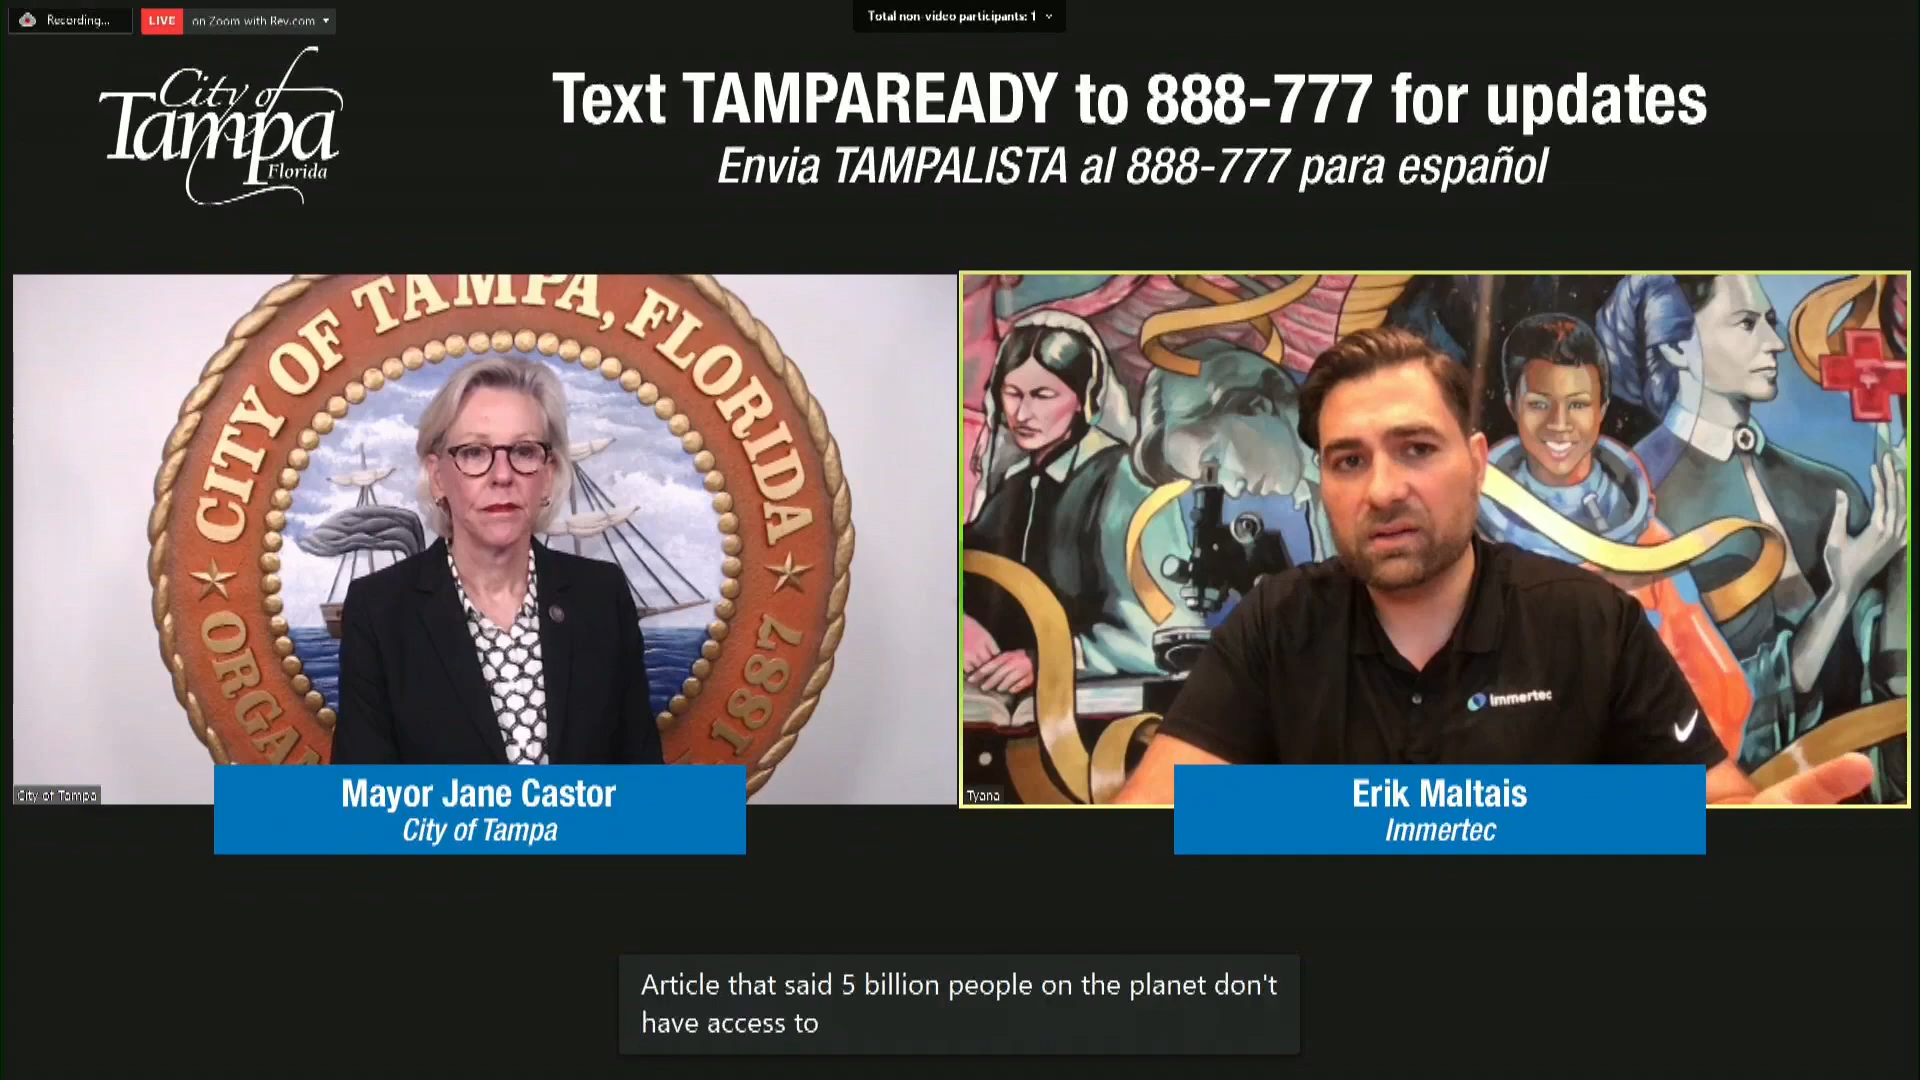 Recording...
LIVE on Zoom with Rev.com
Total non-video participants: 1
City of
Tampa
Florida
Text TAMPAREADY to 888-777 for updates
Envia TAMPALISTA al 888-777 para español
CITY OF TAMPA, FLORIDA
ORGAN
1887
City of Tampa
Mayor Jane Castor
City of Tampa
immertec
Tyana
Erik Maltais
Immertec
Article that said 5 billion people on the planet don't
have access to